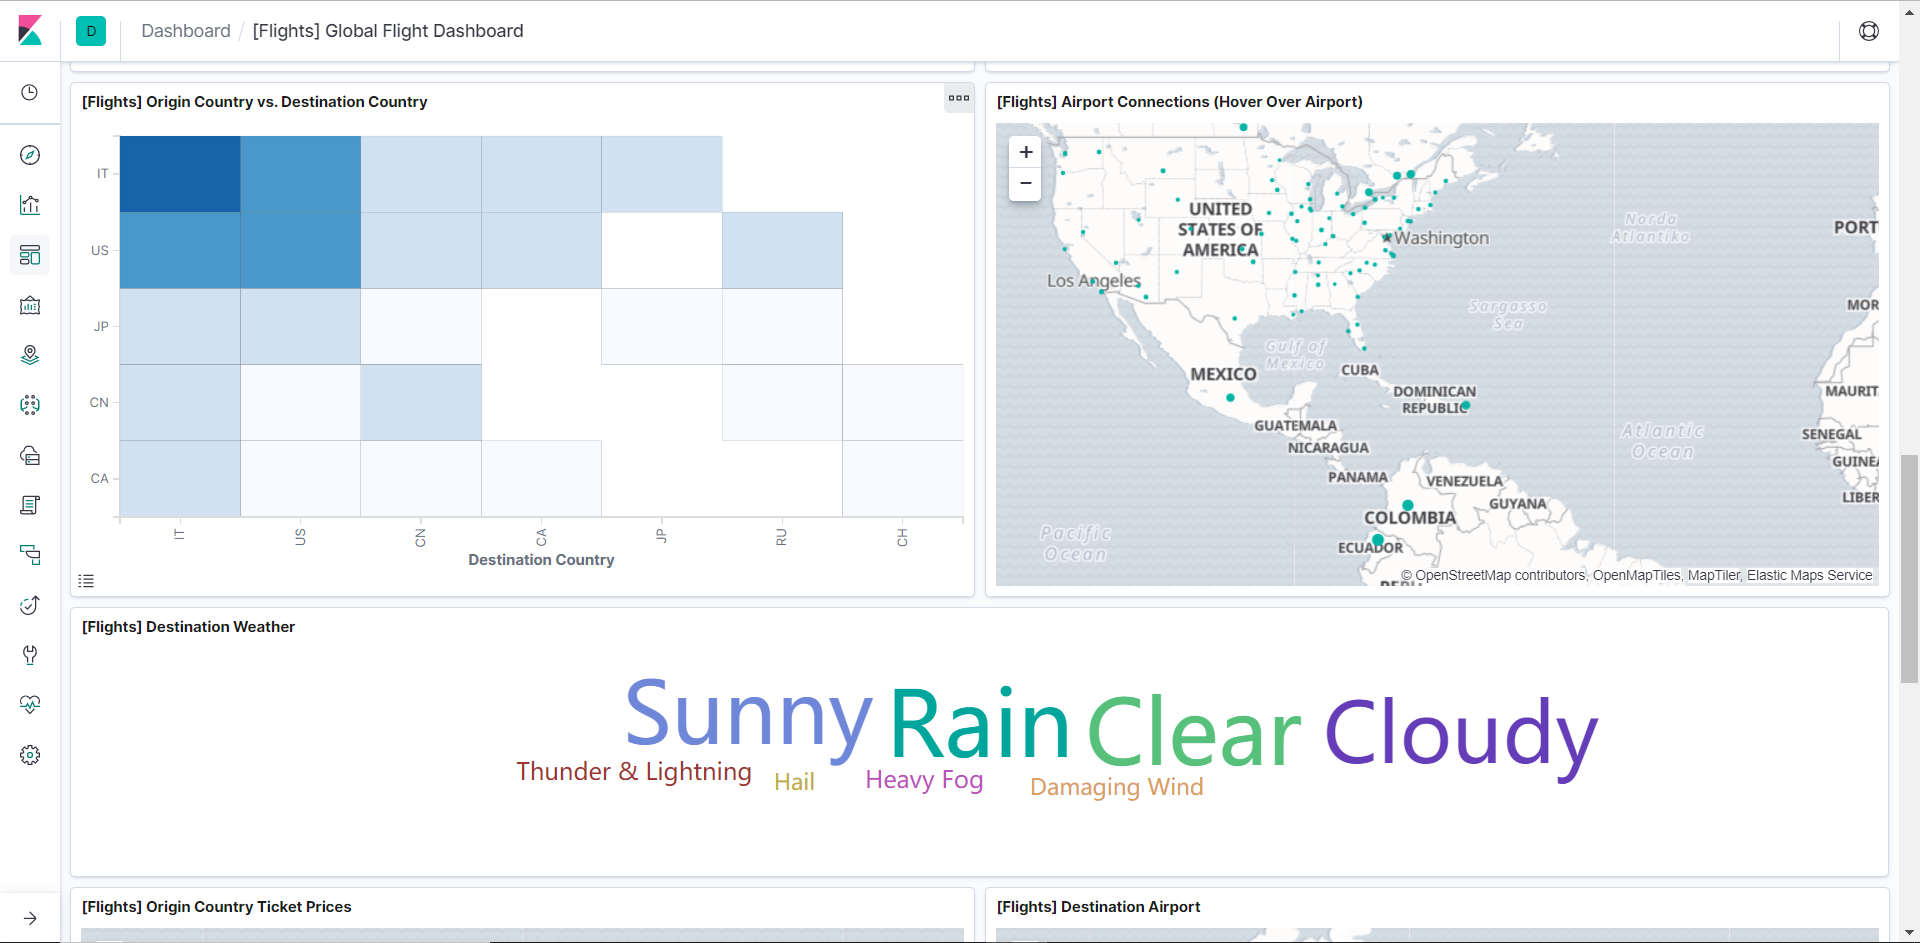 D
Dashboard / [Flights] Global Flight Dashboard
[Flights] Origin Country vs. Destination Country
IT
US
JP
CN
CA
IT
US
CN
CA
JP
RU
CH
Destination Country
[Flights] Airport Connections (Hover Over Airport)
+
−
UNITED
STATES OF
AMERICA
Washington
Los Angeles
Norda
Atlantiko
PORT
Sargasso
Sea
MOR
Gulf of
Mexico
MEXICO
CUBA
DOMINICAN
REPUBLIC
MAURIT
GUATEMALA
NICARAGUA
Atlantic
Ocean
SENEGAL
GUINEA
PANAMA
VENEZUELA
GUYANA
LIBER
COLOMBIA
Pacific
Ocean
ECUADOR
PERU
© OpenStreetMap contributors, OpenMapTiles, MapTiler, Elastic Maps Service
[Flights] Destination Weather
Sunny Rain Clear Cloudy
Thunder & Lightning Hail Heavy Fog Damaging Wind
[Flights] Origin Country Ticket Prices
[Flights] Destination Airport